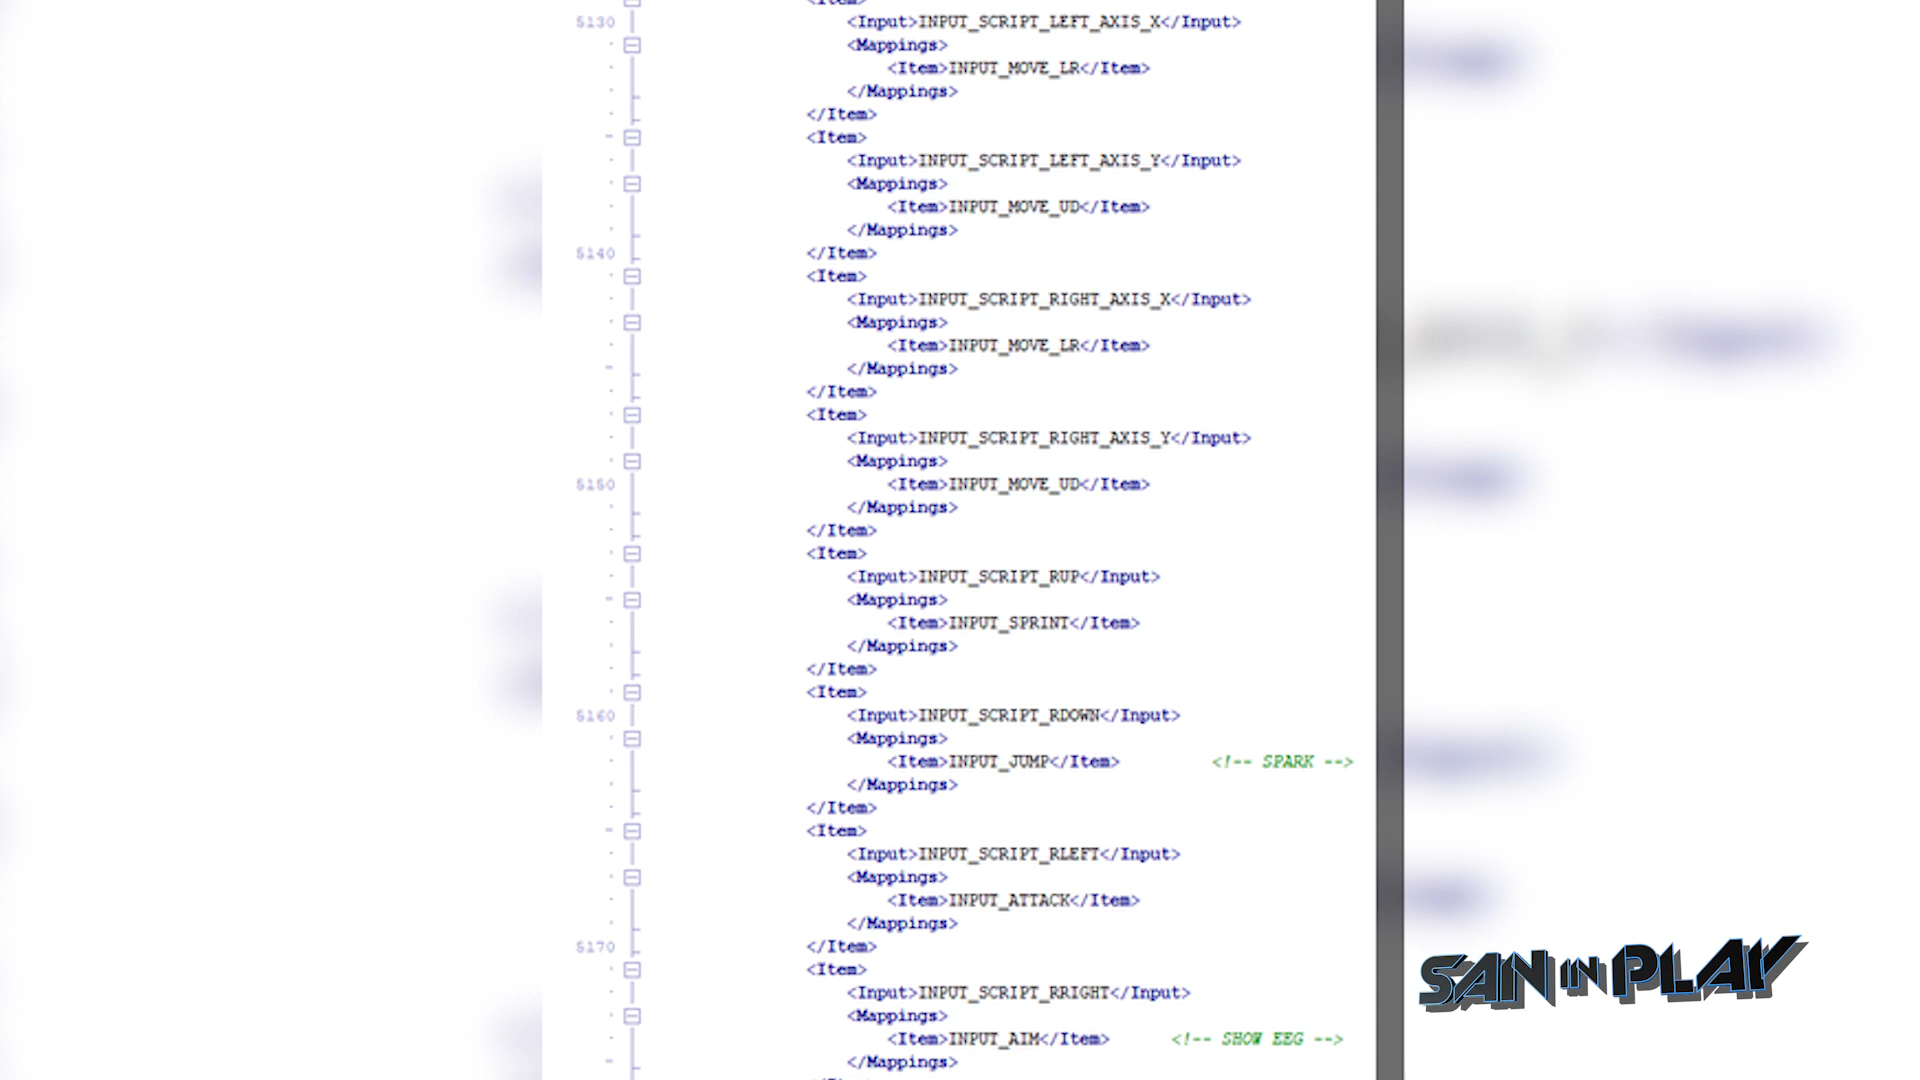 <Item>
5130 <Input>INPUT_SCRIPT_LEFT_AXIS_X</Input>
<Mappings>
<Item>INPUT_MOVE_LR</Item>
</Mappings>
</Item>
<Item>
<Input>INPUT_SCRIPT_LEFT_AXIS_Y</Input>
<Mappings>
<Item>INPUT_MOVE_UD</Item>
</Mappings>
5140 </Item>
<Item>
<Input>INPUT_SCRIPT_RIGHT_AXIS_X</Input>
<Mappings>
<Item>INPUT_MOVE_LR</Item>
</Mappings>
</Item>
<Item>
<Input>INPUT_SCRIPT_RIGHT_AXIS_Y</Input>
<Mappings>
5150 <Item>INPUT_MOVE_UD</Item>
</Mappings>
</Item>
<Item>
<Input>INPUT_SCRIPT_RUP</Input>
<Mappings>
<Item>INPUT_SPRINT</Item>
</Mappings>
</Item>
<Item>
5160 <Input>INPUT_SCRIPT_RDOWN</Input>
<Mappings>
<Item>INPUT_JUMP</Item> <!-- SPARK -->
</Mappings>
</Item>
<Item>
<Input>INPUT_SCRIPT_RLEFT</Input>
<Mappings>
<Item>INPUT_ATTACK</Item>
</Mappings>
5170 </Item>
<Item>
<Input>INPUT_SCRIPT_RRIGHT</Input>
<Mappings>
<Item>INPUT_AIM</Item> <!-- SHOW EEG -->
</Mappings>
SAN IN PLAY